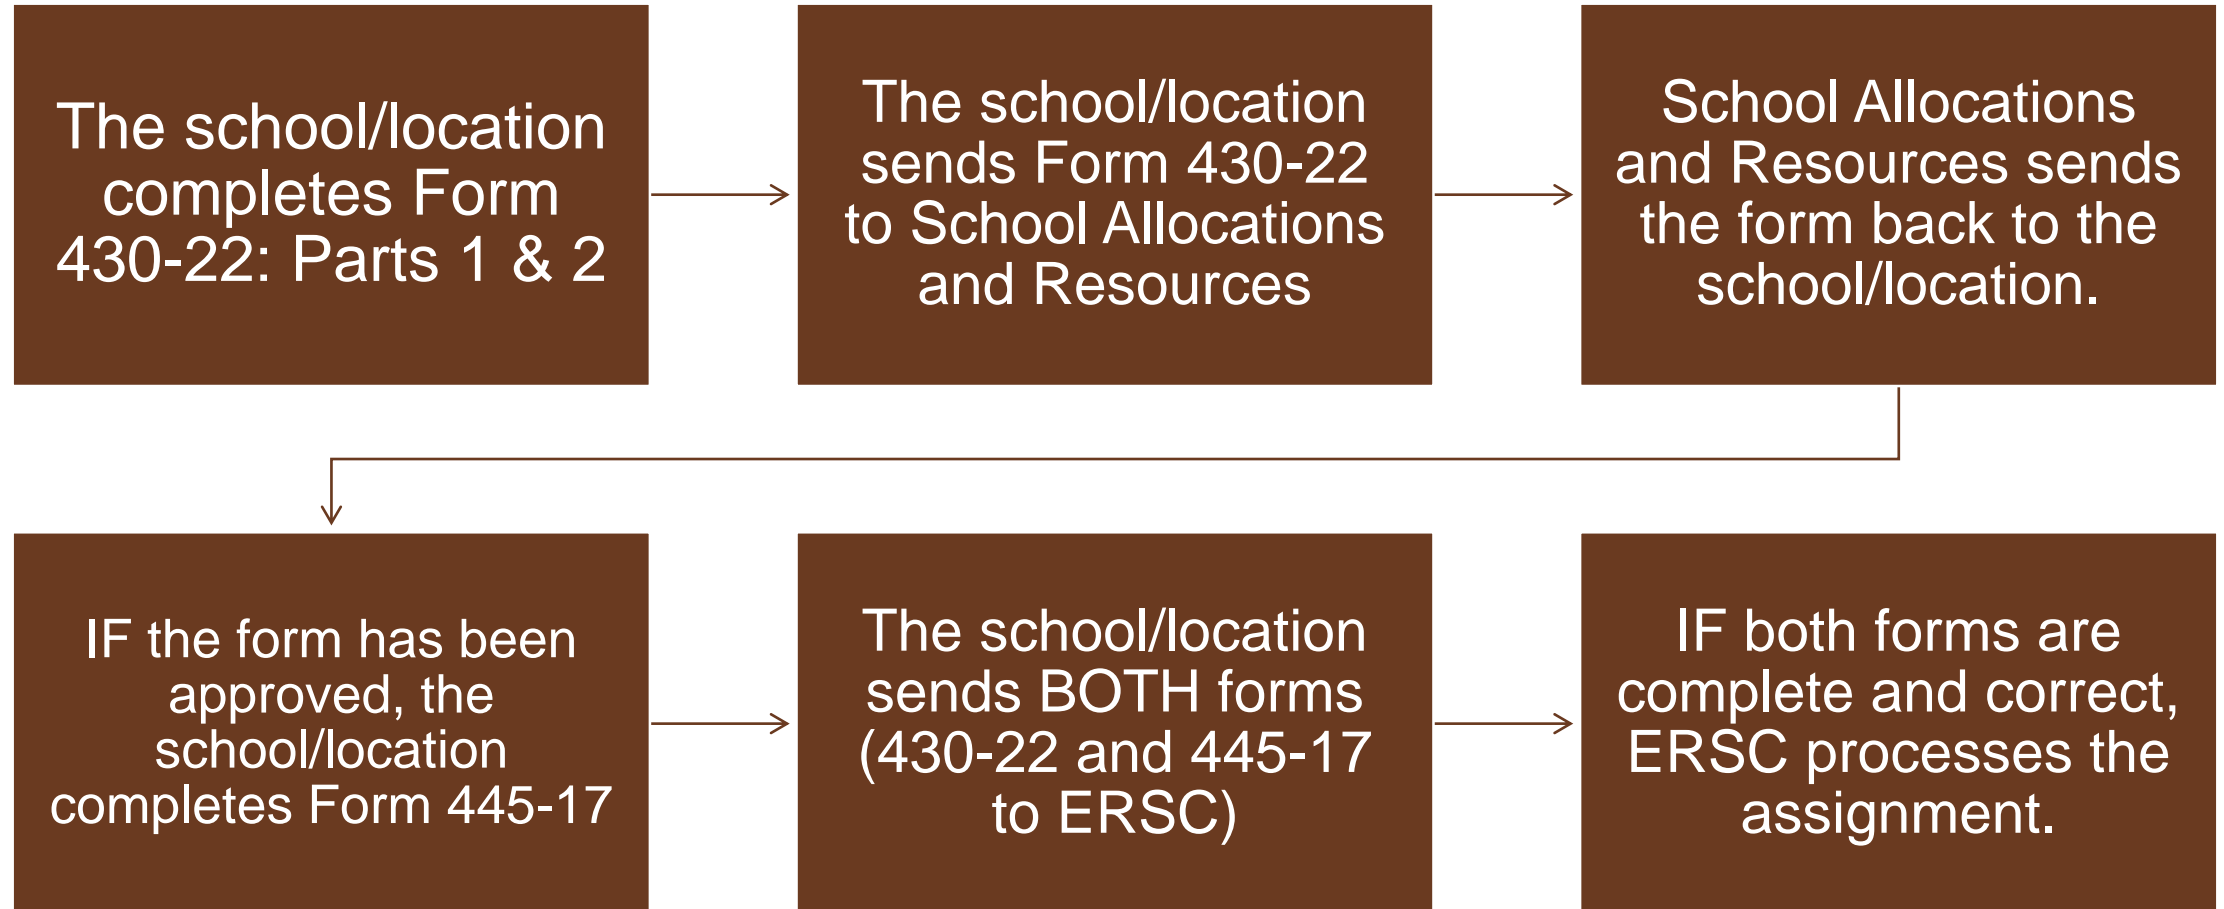 The school/location
completes Form
430-22: Parts 1 & 2
The school/location
sends Form 430-22
to School Allocations
and Resources
School Allocations
and Resources sends
the form back to the
school/location.
IF the form has been
approved, the
school/location
completes Form 445-17
The school/location
sends BOTH forms
(430-22 and 445-17
to ERSC)
IF both forms are
complete and correct,
ERSC processes the
assignment.